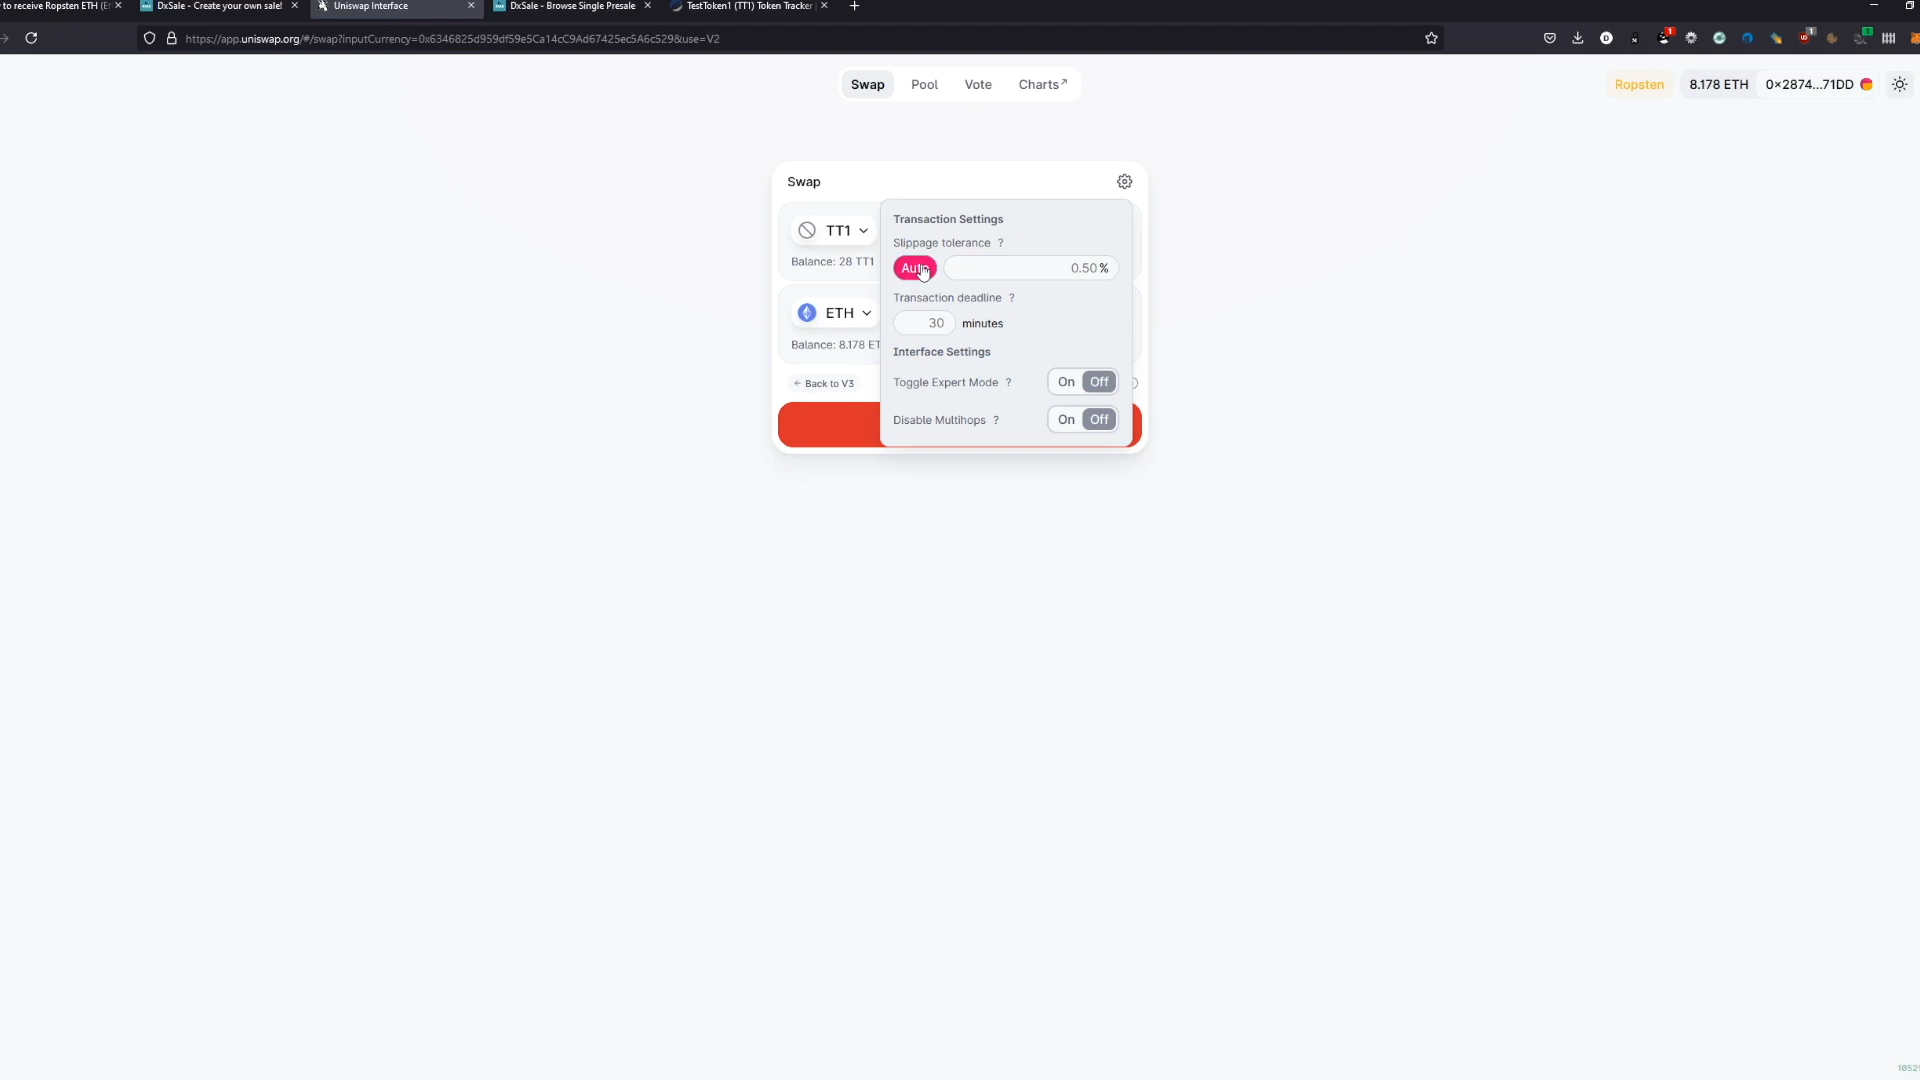 to receive Ropsten ETH (Et
DxSale - Create your own sale!
Uniswap Interface
DxSale - Browse Single Presale
TestToken1 (TT1) Token Tracker
https://app.uniswap.org/#/swap?inputCurrency=0x6346825d959df59e5Ca14cC9Ad67425ec5A6c529&use=V2
Swap
Pool
Vote
Charts↗
Ropsten
8.178 ETH
0x2874...71DD
Swap
TT1
Balance: 28 TT1
ETH
Balance: 8.178 ET
← Back to V3
Transaction Settings
Slippage tolerance ?
Auto
0.50 %
Transaction deadline ?
30 minutes
Interface Settings
Toggle Expert Mode ?
On Off
Disable Multihops ?
On Off
10529